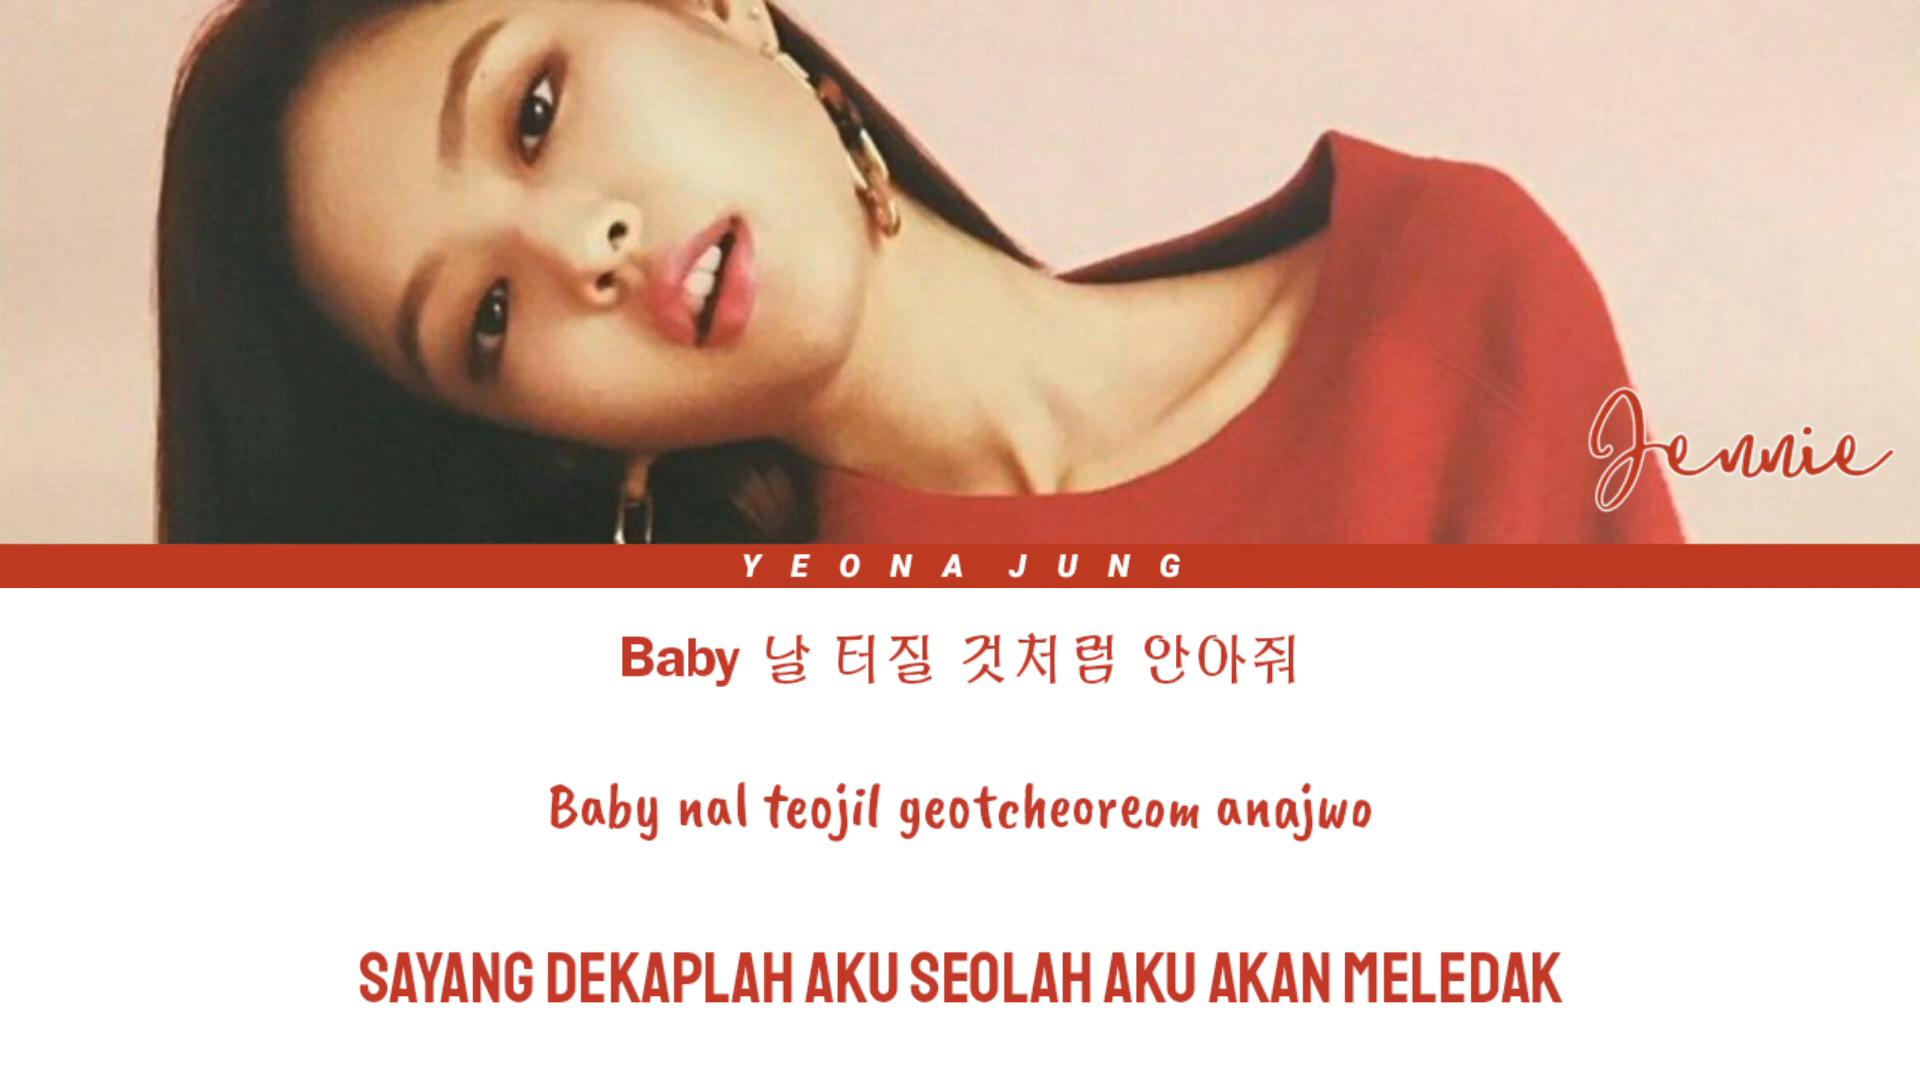 Jennie
YEONA JUNG
Baby 날 터질 것처럼 안아줘
Baby nal teojil geotcheoreom anajwo
SAYANG DEKAPLAH AKU SEOLAH AKU AKAN MELEDAK